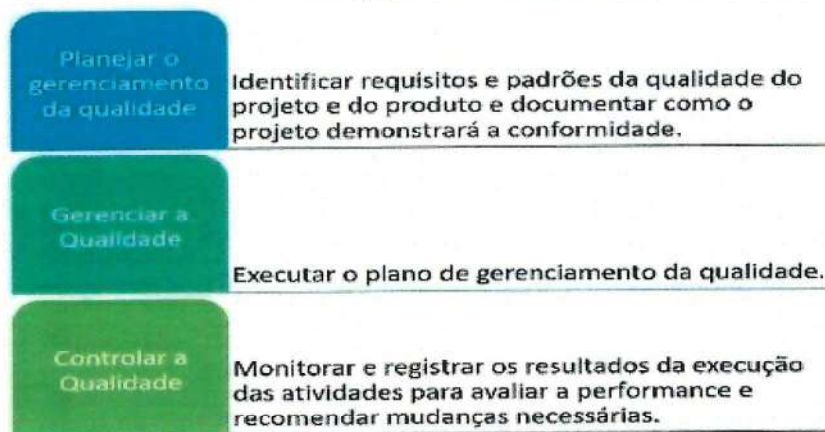 Planejar o
gerenciamento
da qualidade
Identificar requisitos e padrões da qualidade do
projeto e do produto e documentar como o
projeto demonstrará a conformidade.
Gerenciar a
Qualidade
Executar o plano de gerenciamento da qualidade.
Controlar a
Qualidade
Monitorar e registrar os resultados da execução
das atividades para avaliar a performance e
recomendar mudanças necessárias.